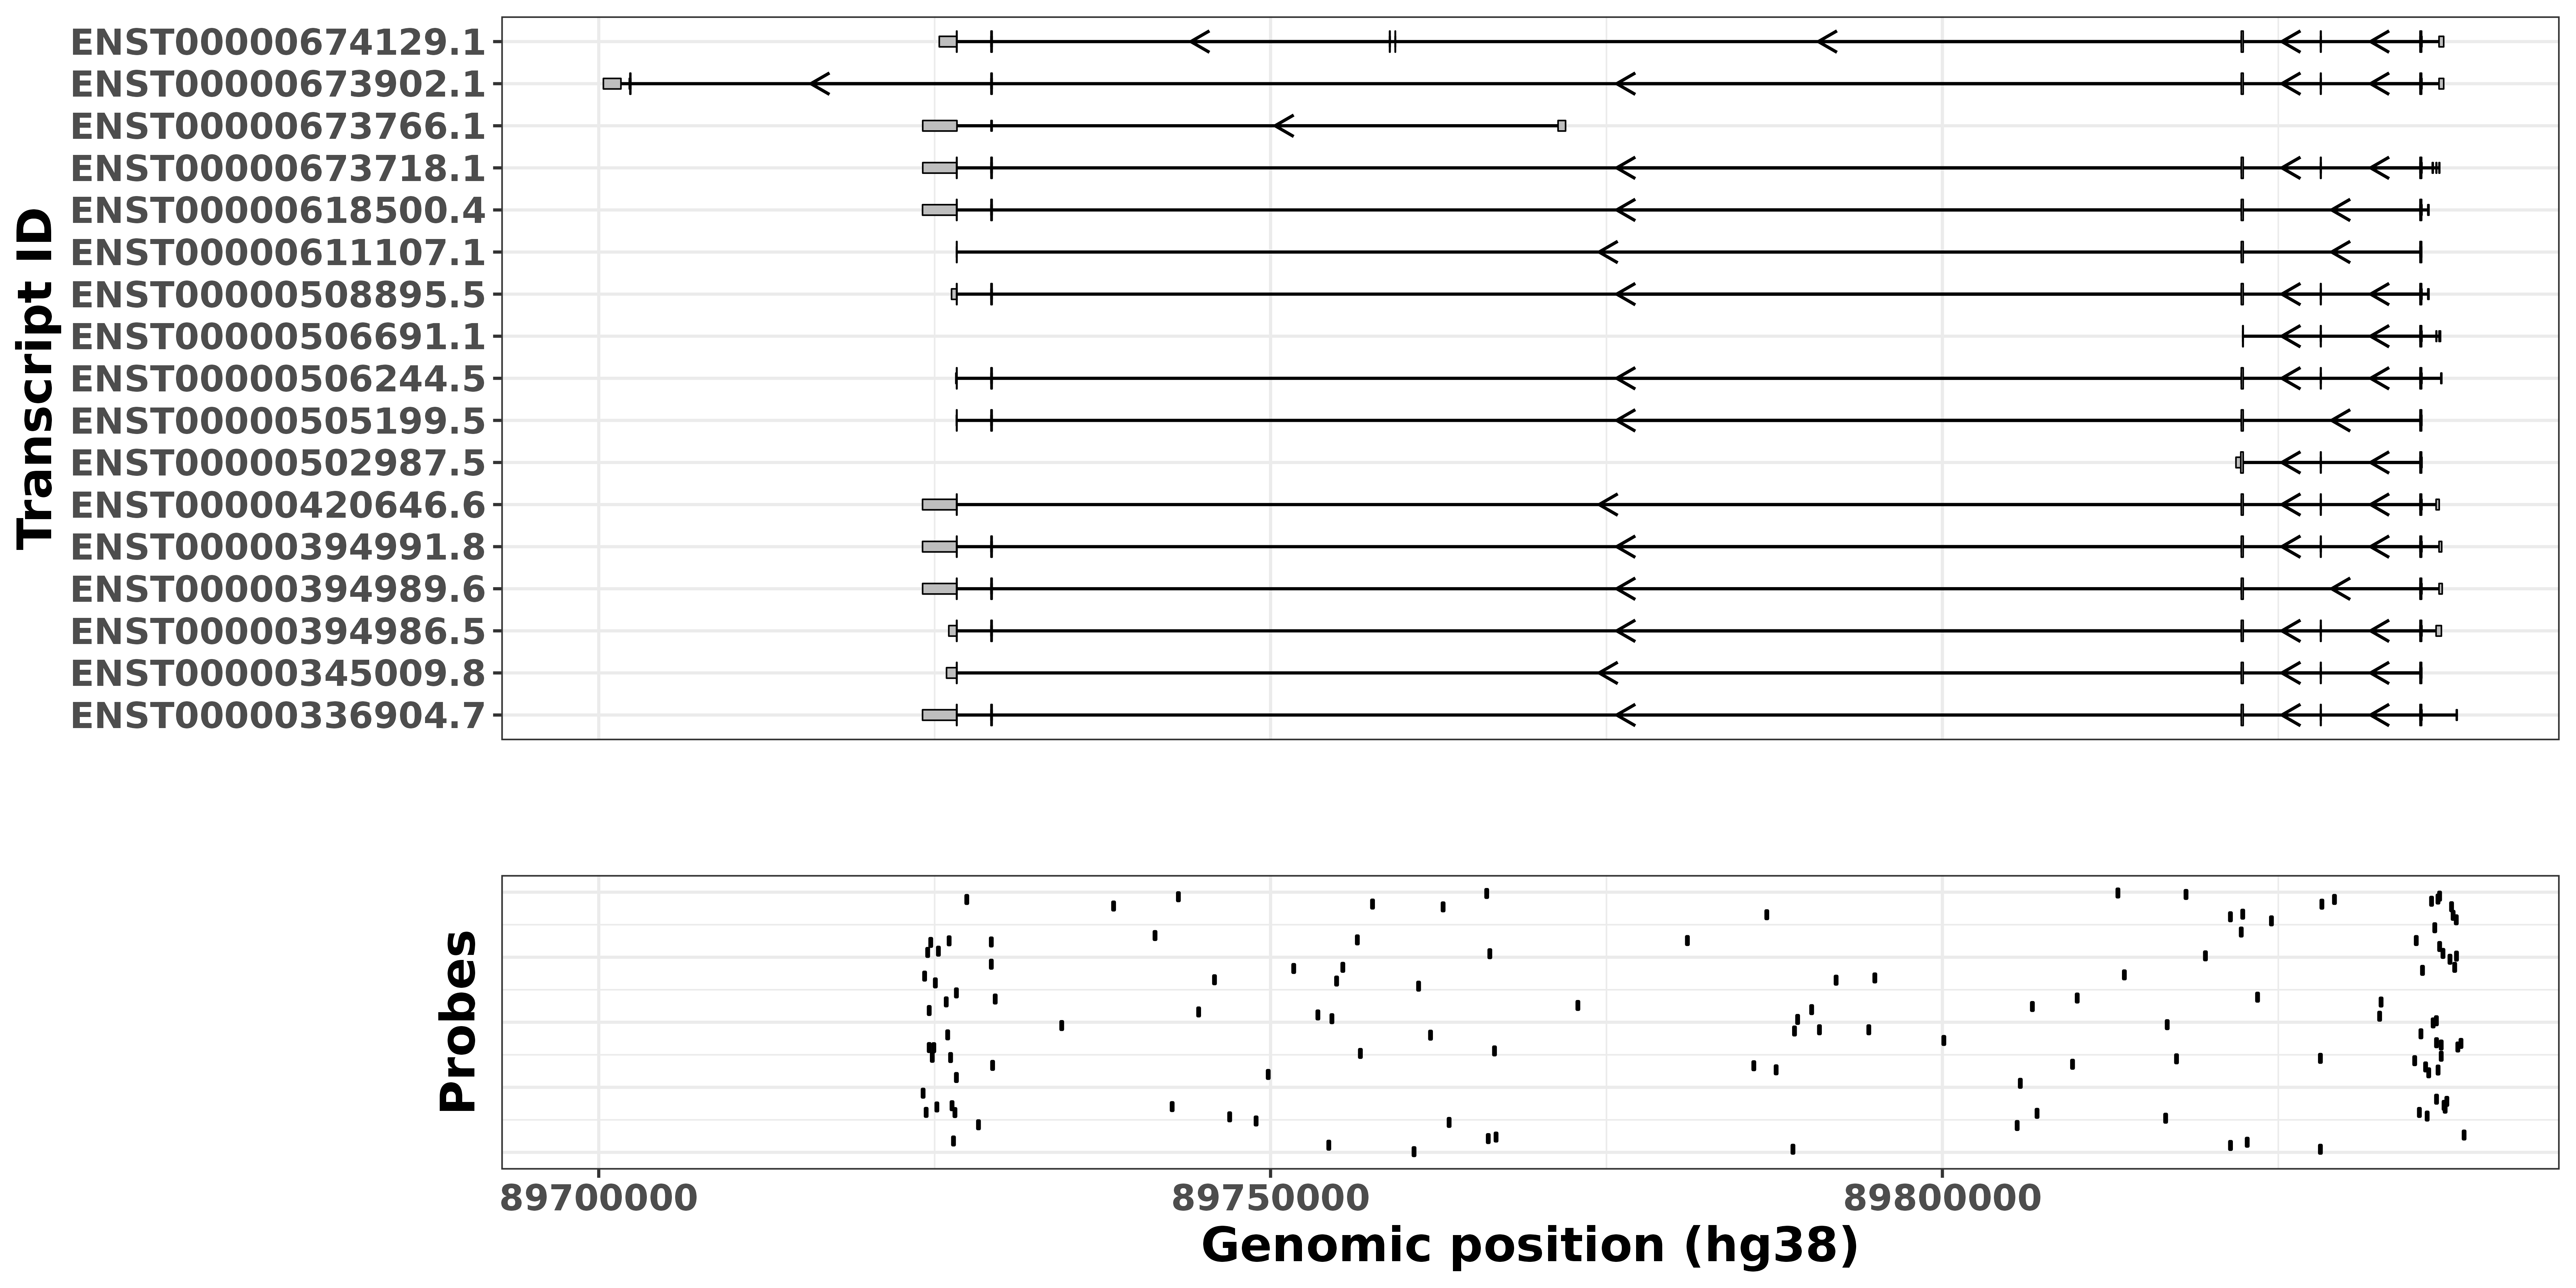 Transcript ID
ENST00000674129.1
ENST00000673902.1
ENST00000673766.1
ENST00000673718.1
ENST00000618500.4
ENST00000611107.1
ENST00000508895.5
ENST00000506691.1
ENST00000506244.5
ENST00000505199.5
ENST00000502987.5
ENST00000420646.6
ENST00000394991.8
ENST00000394989.6
ENST00000394986.5
ENST00000345009.8
ENST00000336904.7
Probes
89700000 89750000 89800000
Genomic position (hg38)